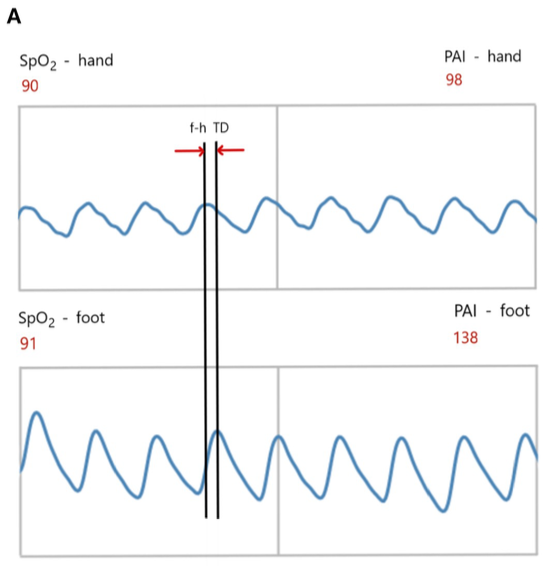 A
SpO₂ - hand
90
PAI - hand
98
f-h TD
SpO₂ - foot
91
PAI - foot
138